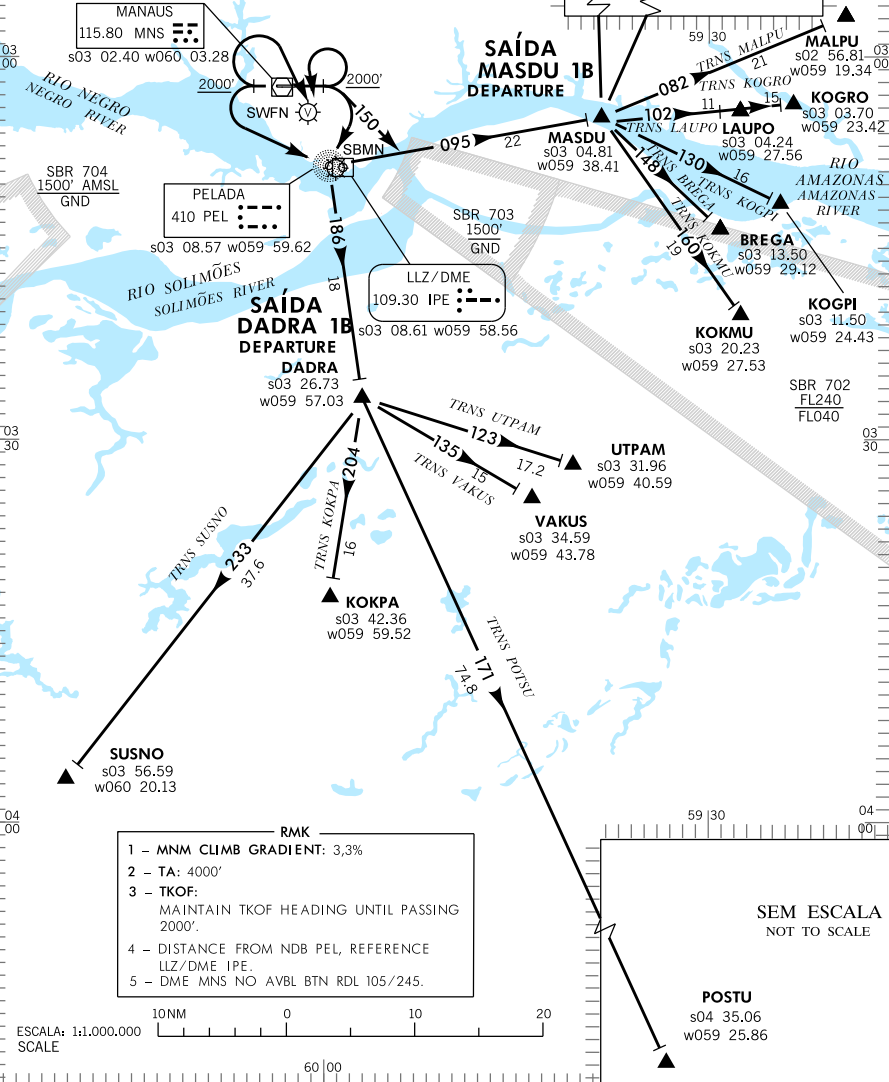 MANAUS
115.80 MNS
s03 02.40 w060 03.28
2000'
2000'
SWFN
V
03
00
RIO NEGRO
NEGRO
RIVER
150
SBMN
SBR 704
1500' AMSL
GND
PELADA
410 PEL
s03 08.57 w059 59.62
186
18
RIO SOLIMÕES
SOLIMÕES RIVER
SAÍDA
MASDU 1B
DEPARTURE
095
22
MASDU
s03 04.81
w059 38.41
59 30
TRNS MALPU
082
21
MALPU
s02 56.81
w059 19.34
03
00
TRNS KOGRO
102
11
15
KOGRO
s03 03.70
w059 23.42
TRNS LAUPO
LAUPO
s03 04.24
w059 27.56
130
TRNS KOGPI
16
148
TRNS BREGA
160
TRNS KOKMU
19
RIO
AMAZONAS
AMAZONAS
RIVER
BREGA
s03 13.50
w059 29.12
KOGPI
s03 11.50
w059 24.43
KOKMU
s03 20.23
w059 27.53
SBR 703
1500'
GND
LLZ/DME
109.30 IPE
s03 08.61 w059 58.56
SBR 702
FL240
FL040
SAÍDA
DADRA 1B
DEPARTURE
DADRA
s03 26.73
w059 57.03
03
30
03
30
TRNS UTPAM
123
17.2
UTPAM
s03 31.96
w059 40.59
135
15
TRNS VAKUS
VAKUS
s03 34.59
w059 43.78
204
TRNS KOKPA
16
KOKPA
s03 42.36
w059 59.52
TRNS SUSNO
233
37.6
SUSNO
s03 56.59
w060 20.13
TRNS POTSU
171
74.8
04
00
59 30
04
00
RMK
1 – MNM CLIMB GRADIENT: 3,3%
2 – TA: 4000'
3 – TKOF:
MAINTAIN TKOF HEADING UNTIL PASSING
2000'.
4 – DISTANCE FROM NDB PEL, REFERENCE
LLZ/DME IPE.
5 – DME MNS NO AVBL BTN RDL 105/245.
SEM ESCALA
NOT TO SCALE
POSTU
s04 35.06
w059 25.86
ESCALA: 1:1.000.000
SCALE
10NM 0 10 20
60 00